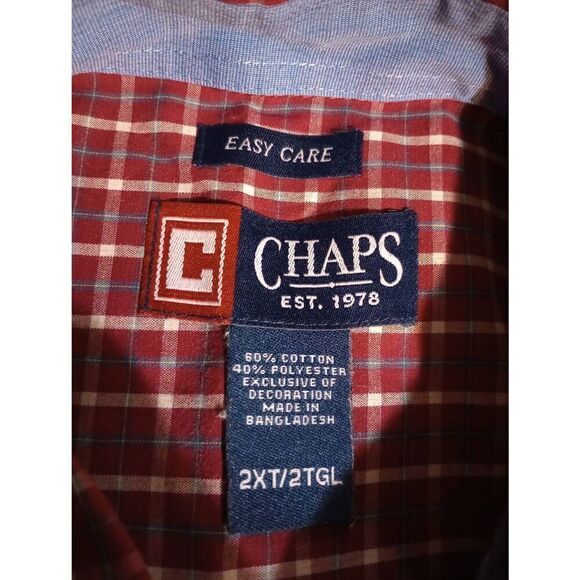 EASY CARE
C
CHAPS
EST. 1978
60% COTTON
40% POLYESTER
EXCLUSIVE OF
DECORATION
MADE IN
BANGLADESH
2XT/2TGL